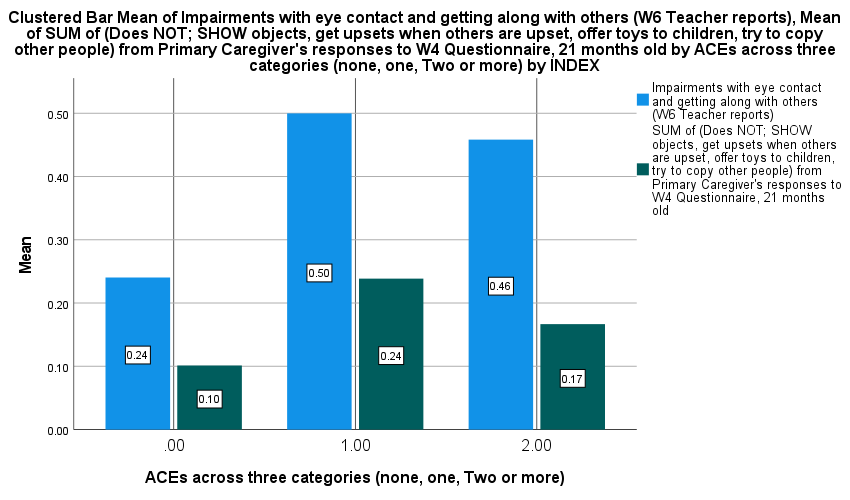 Clustered Bar Mean of Impairments with eye contact and getting along with others (W6 Teacher reports), Mean
of SUM of (Does NOT; SHOW objects, get upsets when others are upset, offer toys to children, try to copy
other people) from Primary Caregiver's responses to W4 Questionnaire, 21 months old by ACEs across three
categories (none, one, Two or more) by INDEX
Impairments with eye contact
and getting along with others
(W6 Teacher reports)
SUM of (Does NOT; SHOW
objects, get upsets when others
are upset, offer toys to children,
try to copy other people) from
Primary Caregiver's responses to
W4 Questionnaire, 21 months
old
Mean
0.50
0.40
0.30
0.20
0.10
0.00
0.24
0.10
0.50
0.24
0.46
0.17
.00
1.00
2.00
ACEs across three categories (none, one, Two or more)